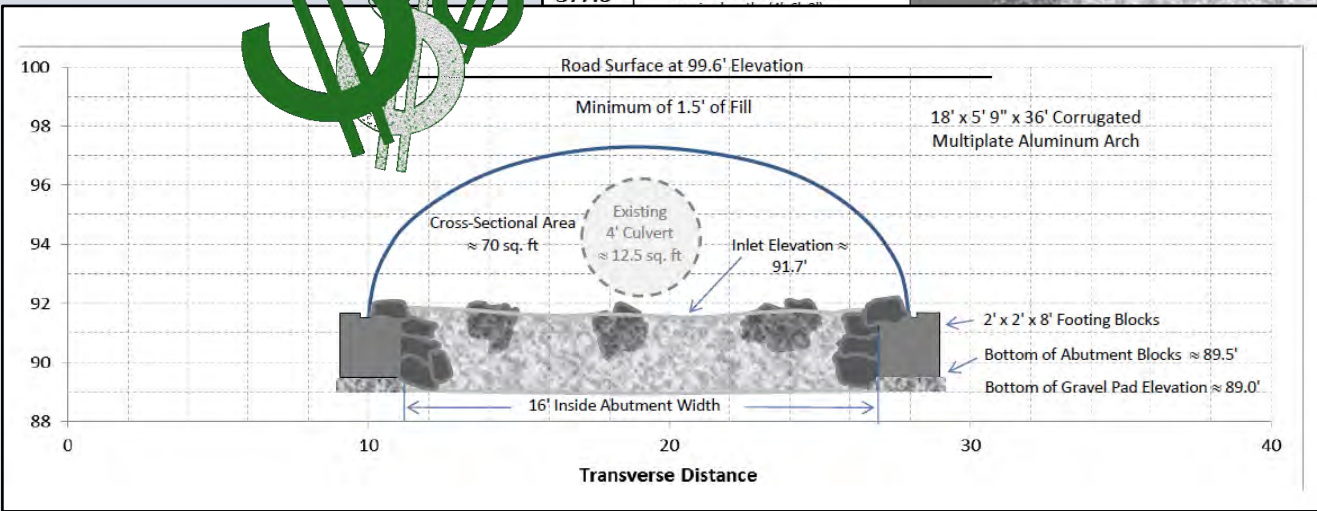 100
98
96
94
92
90
88
0
10
20
30
40
Transverse Distance
Road Surface at 99.6' Elevation
Minimum of 1.5' of Fill
18' x 5' 9" x 36' Corrugated
Multiplate Aluminum Arch
Cross-Sectional Area
≈ 70 sq. ft
Existing
4' Culvert
≈ 12.5 sq. ft
Inlet Elevation ≈
91.7'
2' x 2' x 8' Footing Blocks
Bottom of Abutment Blocks ≈ 89.5'
Bottom of Gravel Pad Elevation ≈ 89.0'
16' Inside Abutment Width